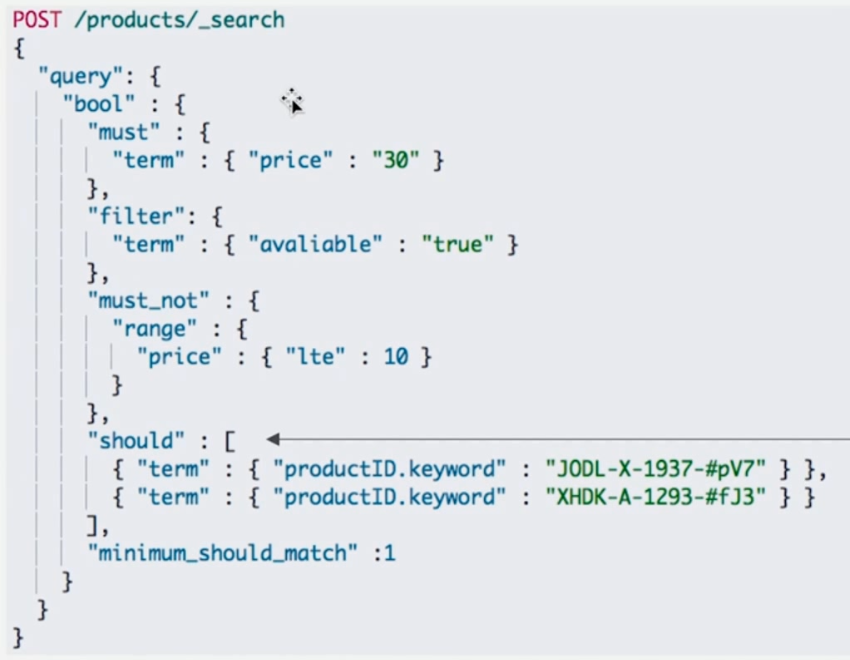 POST /products/_search
{
  "query": {
    "bool" : {
      "must" : {
        "term" : { "price" : "30" }
      },
      "filter": {
        "term" : { "avaliable" : "true" }
      },
      "must_not" : {
        "range" : {
          "price" : { "lte" : 10 }
        }
      },
      "should" : [
        { "term" : { "productID.keyword" : "JODL-X-1937-#pV7" } },
        { "term" : { "productID.keyword" : "XHDK-A-1293-#fJ3" } }
      ],
      "minimum_should_match" :1
    }
  }
}